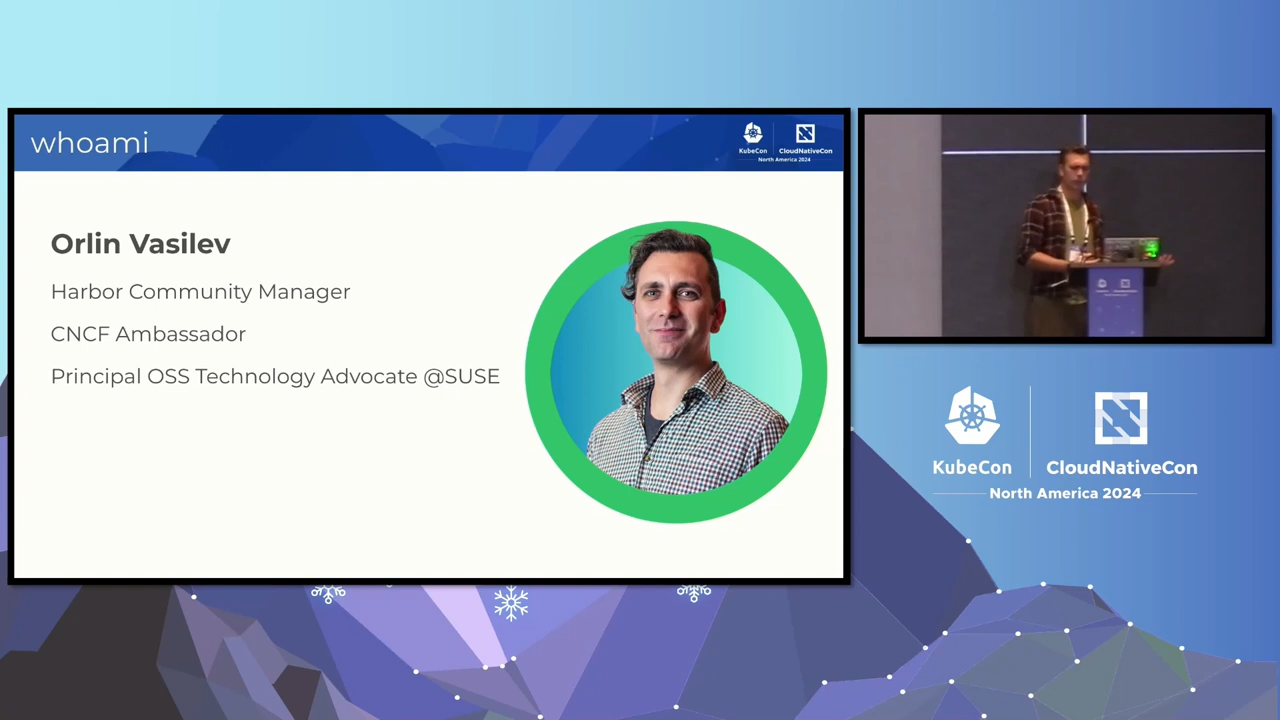 whoami
KubeCon
CloudNativeCon
North America 2024
Orlin Vasilev
Harbor Community Manager
CNCF Ambassador
Principal OSS Technology Advocate @SUSE
KubeCon
CloudNativeCon
North America 2024